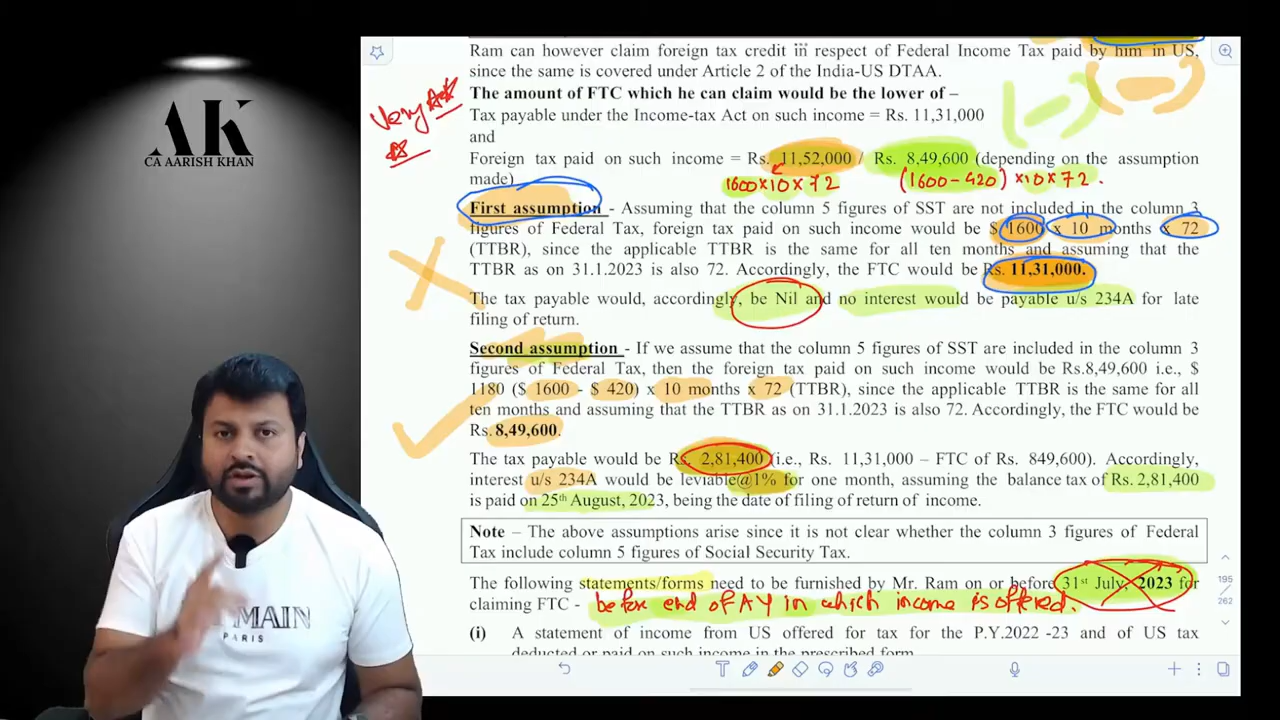 AK
CA AARISH KHAN
Ram can however claim foreign tax credit in respect of Federal Income Tax paid by him in US,
since the same is covered under Article 2 of the India-US DTAA.
The amount of FTC which he can claim would be the lower of –
Very
Tax payable under the Income-tax Act on such income = Rs. 11,31,000
and
Foreign tax paid on such income = Rs. 11,52,000 / Rs. 8,49,600 (depending on the assumption
made)
1600×10×72 (1600-420)×10×72.
First assumption - Assuming that the column 5 figures of SST are not included in the column 3
figures of Federal Tax, foreign tax paid on such income would be $ 1600 x 10 months x 72
(TTBR), since the applicable TTBR is the same for all ten months and assuming that the
TTBR as on 31.1.2023 is also 72. Accordingly, the FTC would be Rs. 11,31,000.
The tax payable would, accordingly, be Nil and no interest would be payable u/s 234A for late
filing of return.
Second assumption - If we assume that the column 5 figures of SST are included in the column 3
figures of Federal Tax, then the foreign tax paid on such income would be Rs.8,49,600 i.e., $
1180 ($ 1600 - $ 420) x 10 months x 72 (TTBR), since the applicable TTBR is the same for all
ten months and assuming that the TTBR as on 31.1.2023 is also 72. Accordingly, the FTC would be
Rs. 8,49,600.
The tax payable would be Rs. 2,81,400 (i.e., Rs. 11,31,000 – FTC of Rs. 849,600). Accordingly,
interest u/s 234A would be leviable@1% for one month, assuming the balance tax of Rs. 2,81,400
is paid on 25th August, 2023, being the date of filing of return of income.
Note – The above assumptions arise since it is not clear whether the column 3 figures of Federal
Tax include column 5 figures of Social Security Tax.
The following statements/forms need to be furnished by Mr. Ram on or before 31st July, 2023 for
claiming FTC - before end of AY in which income is offered.
(i) A statement of income from US offered for tax for the P.Y.2022 -23 and of US tax
deducted or paid on such income in the prescribed form
195
262
MAIN
PARIS